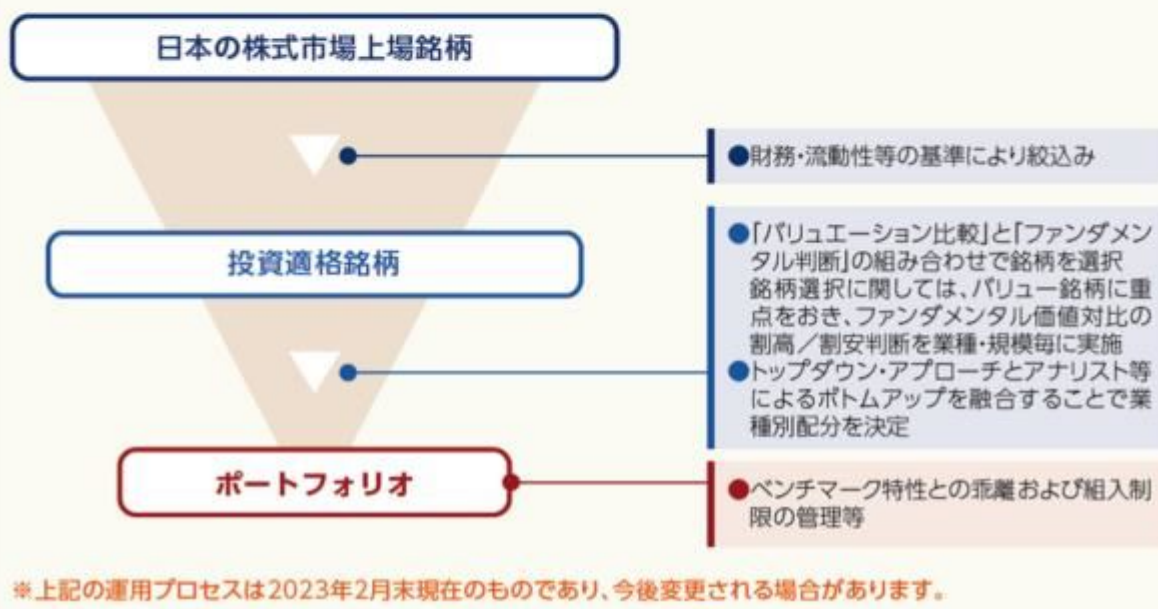 日本の株式市場上場銘柄
●財務・流動性等の基準により絞込み
投資適格銘柄
●「バリュエーション比較」と「ファンダメン
タル判断」の組み合わせで銘柄を選択
銘柄選択に関しては、バリュー銘柄に重
点をおき、ファンダメンタル価値対比の
割高／割安判断を業種・規模毎に実施
●トップダウン・アプローチとアナリスト等
によるボトムアップを融合することで業
種別配分を決定
ポートフォリオ
●ベンチマーク特性との乖離および組入制
限の管理等
※上記の運用プロセスは2023年2月末現在のものであり、今後変更される場合があります。